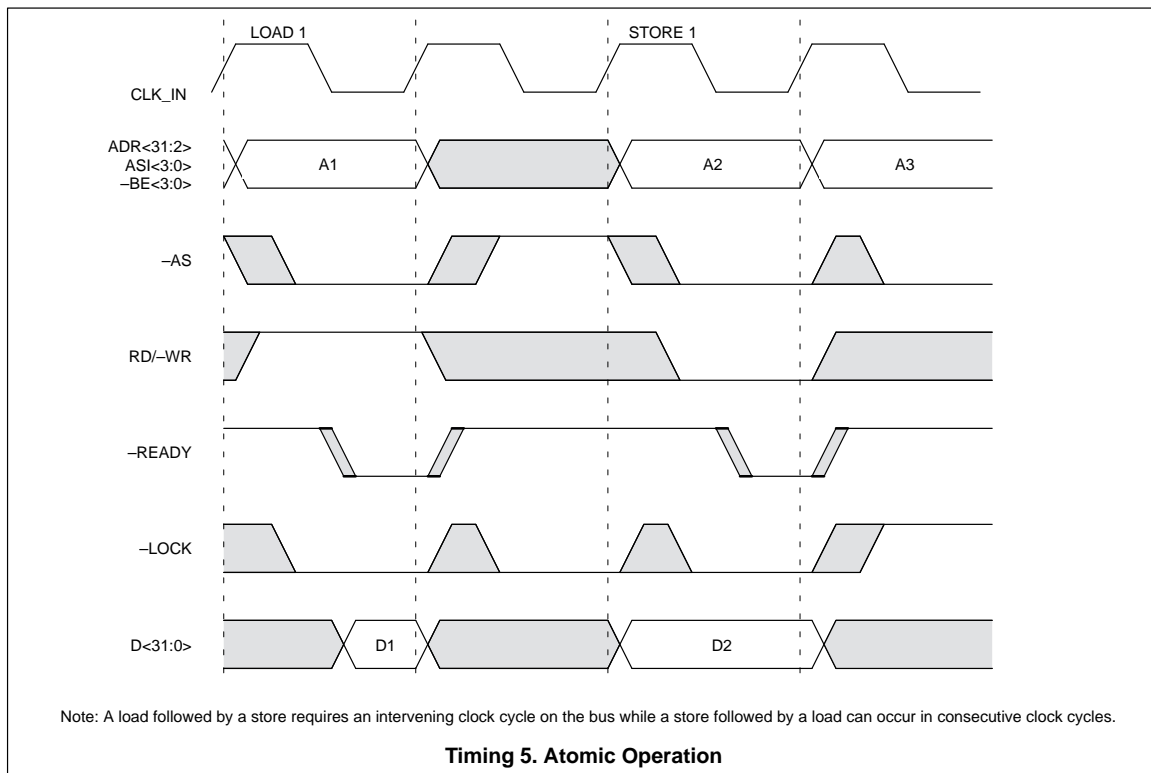 LOAD 1
STORE 1
CLK_IN
ADR<31:2>
ASI<3:0>
–BE<3:0>
A1
A2
A3
–AS
RD/–WR
–READY
–LOCK
D<31:0>
D1
D2
Note: A load followed by a store requires an intervening clock cycle on the bus while a store followed by a load can occur in consecutive clock cycles.
Timing 5. Atomic Operation